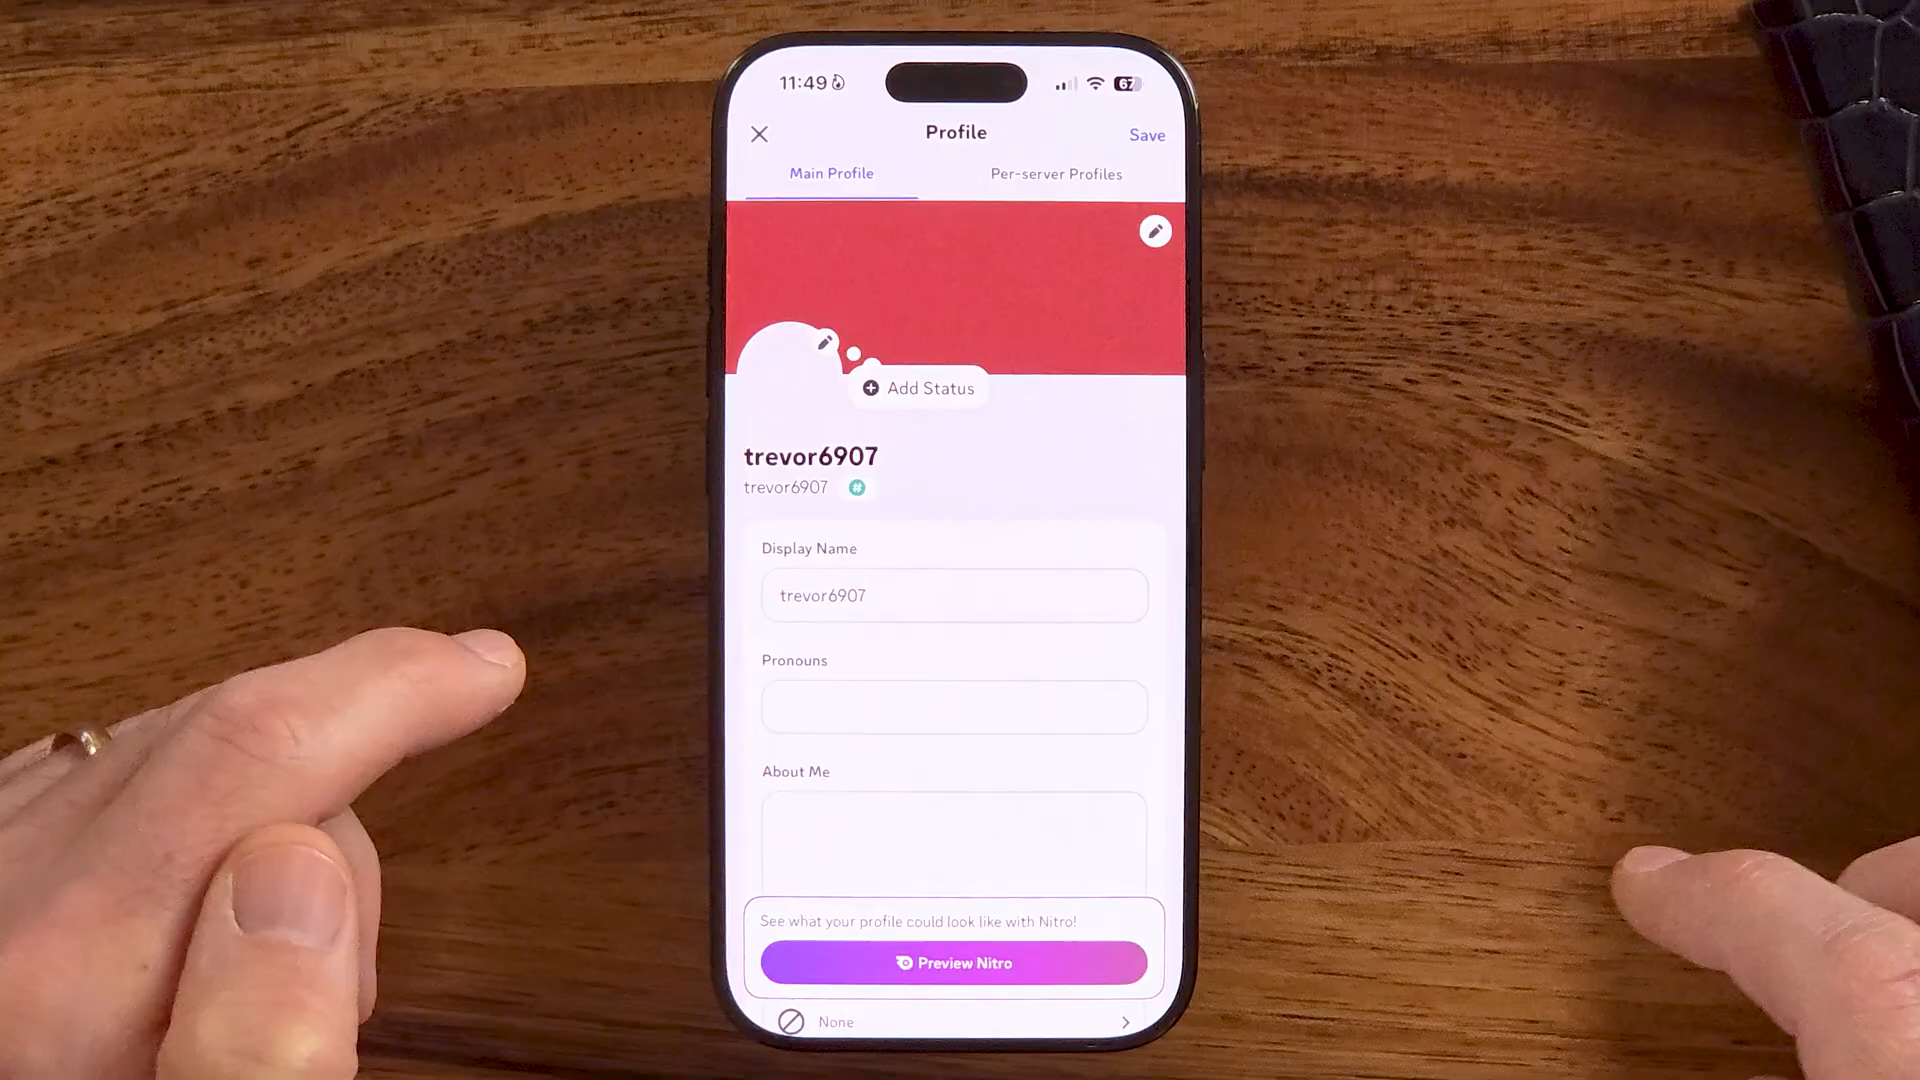 11:49
67
Profile
Save
Main Profile
Per-server Profiles
Add Status
trevor6907
trevor6907
#
Display Name
trevor6907
Pronouns
About Me
See what your profile could look like with Nitro!
Preview Nitro
None